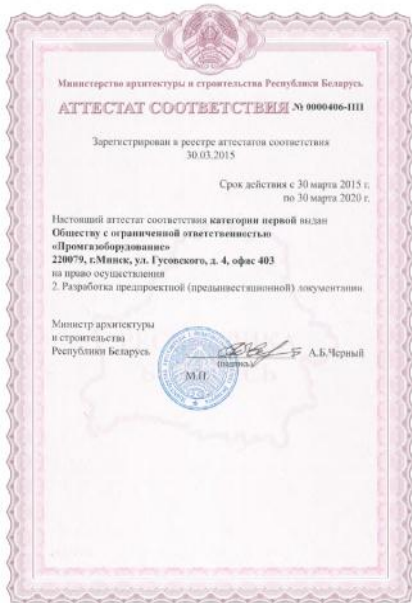 Министерство архитектуры и строительства Республики Беларусь
АТТЕСТАТ СООТВЕТСТВИЯ № 0000406-ПП
Зарегистрирован в реестре аттестатов соответствия
30.03.2015
Срок действия с 30 марта 2015 г.
по 30 марта 2020 г.
Настоящий аттестат соответствия категории первой выдан
Обществу с ограниченной ответственностью
«Промгазоборудование»
220079, г.Минск, ул. Гусовского, д. 4, офис 403
на право осуществления
2. Разработка предпроектной (предынвестиционной) документации
Министр архитектуры
и строительства
Республики Беларусь
(подпись)
А.Б.Черный
М.П.